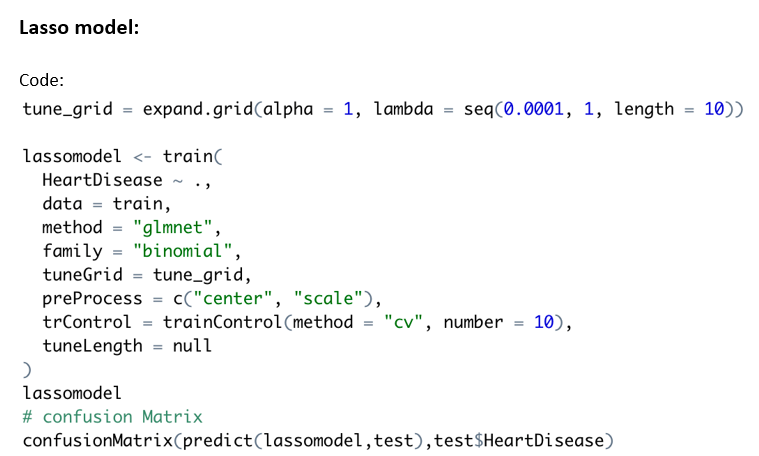 Lasso model:
Code:
tune_grid = expand.grid(alpha = 1, lambda = seq(0.0001, 1, length = 10))
lassomodel <- train(
  HeartDisease ~ .,
  data = train,
  method = "glmnet",
  family = "binomial",
  tuneGrid = tune_grid,
  preProcess = c("center", "scale"),
  trControl = trainControl(method = "cv", number = 10),
  tuneLength = null
)
lassomodel
# confusion Matrix
confusionMatrix(predict(lassomodel,test),test$HeartDisease)